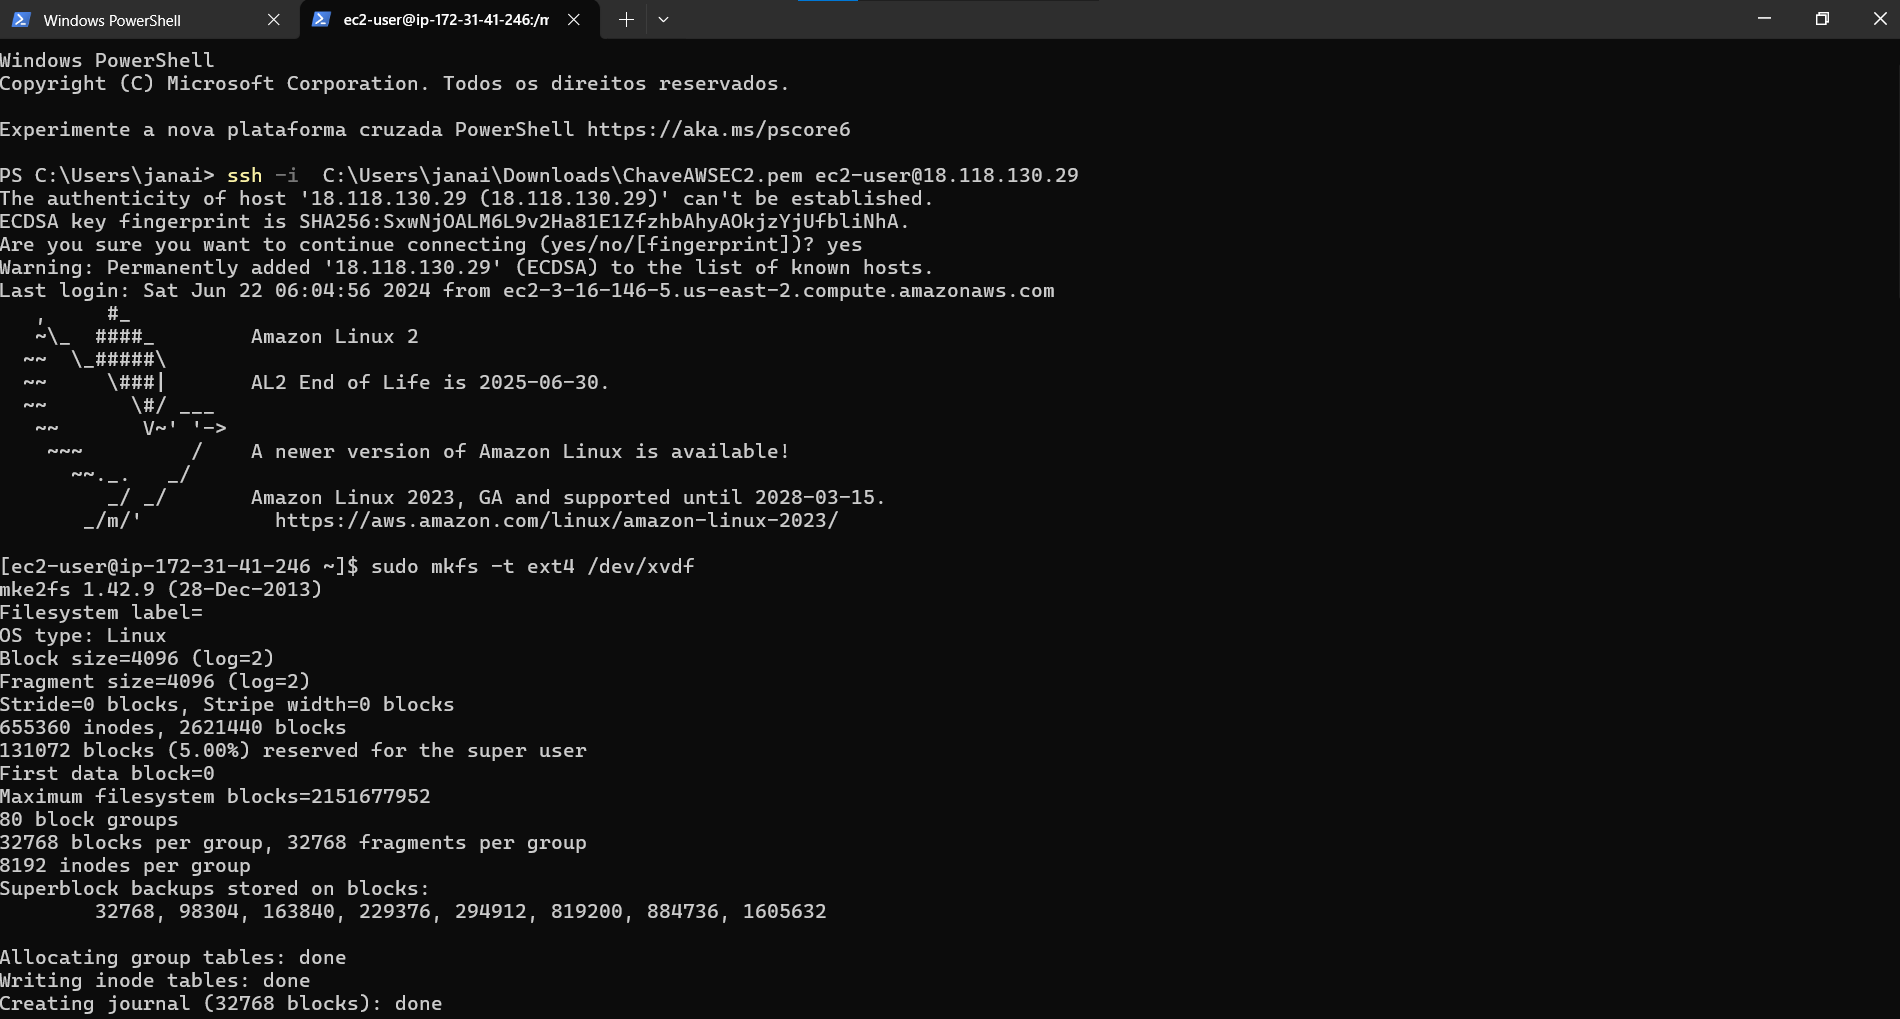 Windows PowerShell
ec2-user@ip-172-31-41-246:/m
Windows PowerShell
Copyright (C) Microsoft Corporation. Todos os direitos reservados.
Experimente a nova plataforma cruzada PowerShell https://aka.ms/pscore6
PS C:\Users\janai> ssh -i  C:\Users\janai\Downloads\ChaveAWSEC2.pem ec2-user@18.118.130.29
The authenticity of host '18.118.130.29 (18.118.130.29)' can't be established.
ECDSA key fingerprint is SHA256:SxwNjOALM6L9v2Ha81E1ZfzhbAhyAOkjzYjUfbliNhA.
Are you sure you want to continue connecting (yes/no/[fingerprint])? yes
Warning: Permanently added '18.118.130.29' (ECDSA) to the list of known hosts.
Last login: Sat Jun 22 06:04:56 2024 from ec2-3-16-146-5.us-east-2.compute.amazonaws.com
   ,     #_
   ~\_  ####_        Amazon Linux 2
  ~~  \_#####\
  ~~     \###|       AL2 End of Life is 2025-06-30.
  ~~       \#/ ___
   ~~       V~' '->
    ~~~         /    A newer version of Amazon Linux is available!
      ~~._.   _/
         _/ _/       Amazon Linux 2023, GA and supported until 2028-03-15.
       _/m/'           https://aws.amazon.com/linux/amazon-linux-2023/
[ec2-user@ip-172-31-41-246 ~]$ sudo mkfs -t ext4 /dev/xvdf
mke2fs 1.42.9 (28-Dec-2013)
Filesystem label=
OS type: Linux
Block size=4096 (log=2)
Fragment size=4096 (log=2)
Stride=0 blocks, Stripe width=0 blocks
655360 inodes, 2621440 blocks
131072 blocks (5.00%) reserved for the super user
First data block=0
Maximum filesystem blocks=2151677952
80 block groups
32768 blocks per group, 32768 fragments per group
8192 inodes per group
Superblock backups stored on blocks:
        32768, 98304, 163840, 229376, 294912, 819200, 884736, 1605632
Allocating group tables: done
Writing inode tables: done
Creating journal (32768 blocks): done